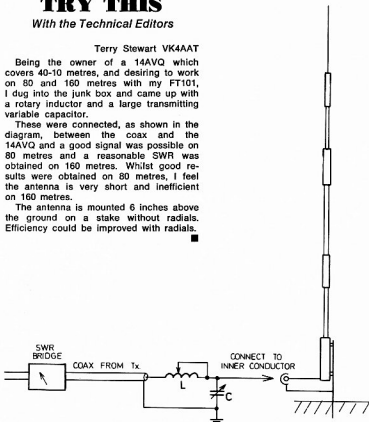 TRY THIS
With the Technical Editors
Terry Stewart VK4AAT
Being the owner of a 14AVQ which
covers 40-10 metres, and desiring to work
on 80 and 160 metres with my FT101,
I dug into the junk box and came up with
a rotary inductor and a large transmitting
variable capacitor.
These were connected, as shown in the
diagram, between the coax and the
14AVQ and a good signal was possible on
80 metres and a reasonable SWR was
obtained on 160 metres. Whilst good re-
sults were obtained on 80 metres, I feel
the antenna is very short and inefficient
on 160 metres.
The antenna is mounted 6 inches above
the ground on a stake without radials.
Efficiency could be improved with radials.
SWR
BRIDGE
COAX FROM Tx
L
C
CONNECT TO
INNER CONDUCTOR